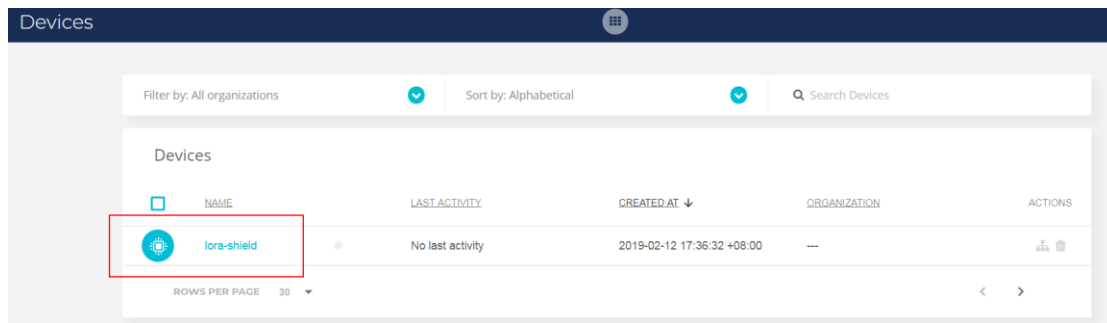 Devices
Filter by: All organizations Sort by: Alphabetical Search Devices
Devices
NAME LAST ACTIVITY CREATED AT ORGANIZATION ACTIONS
lora-shield No last activity 2019-02-12 17:36:32 +08:00 ---
ROWS PER PAGE 30